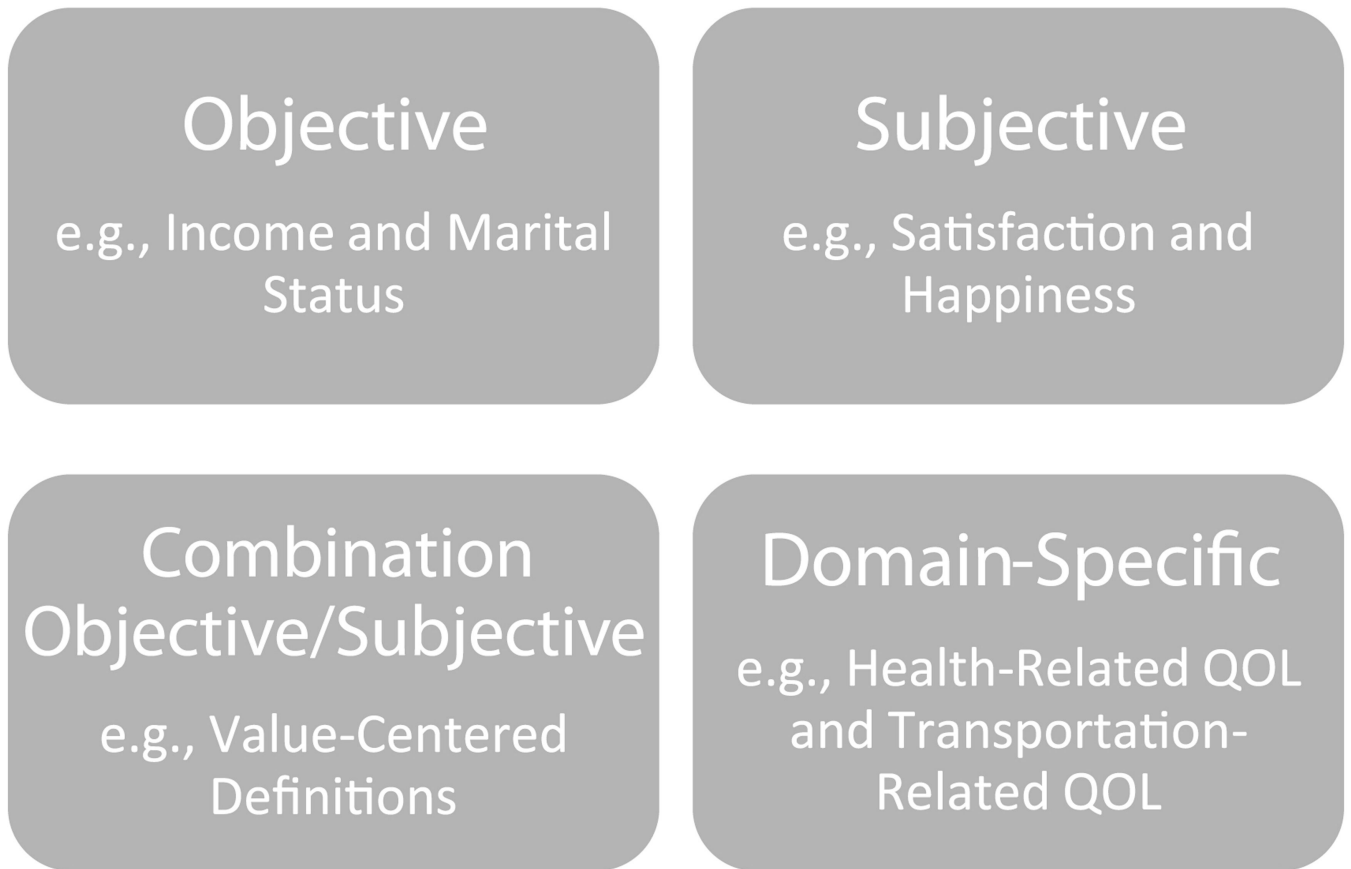 Objective
e.g., Income and Marital
Status
Subjective
e.g., Satisfaction and
Happiness
Combination
Objective/Subjective
e.g., Value-Centered
Definitions
Domain-Specific
e.g., Health-Related QOL
and Transportation-
Related QOL